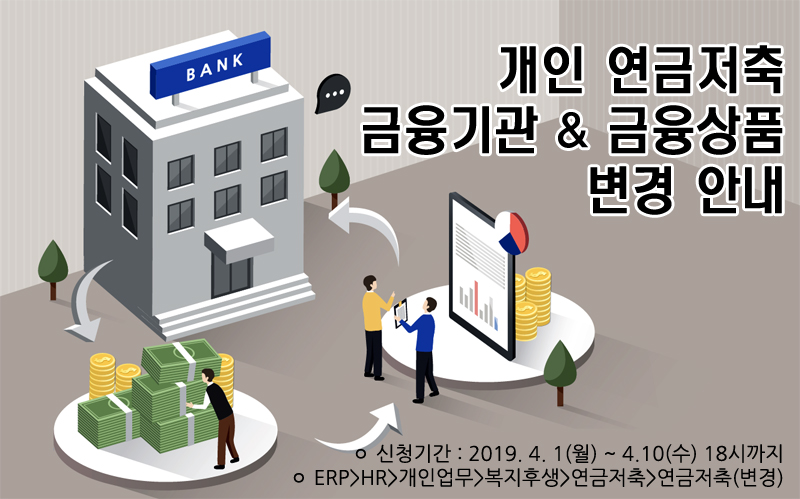 BANK
개인 연금저축
금융기관 & 금융상품
변경 안내
○ 신청기간 : 2019. 4. 1(월) ~ 4.10(수) 18시까지
○ ERP>HR>개인업무>복지후생>연금저축>연금저축(변경)